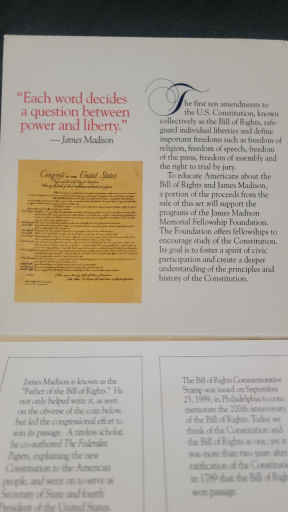 "Each word decides
a question between
power and liberty."
— James Madison
Congress of the United States
The first ten amendments to
the U.S. Constitution, known
collectively as the Bill of Rights, safe-
guard individual liberties and define
important freedoms such as freedom of
religion, freedom of speech, freedom
of the press, freedom of assembly and
the right to trial by jury.
To educate Americans about the
Bill of Rights and James Madison,
a portion of the proceeds from the
sale of this set will support the
programs of the James Madison
Memorial Fellowship Foundation.
The Foundation offers fellowships to
encourage study of the Constitution.
Its goal is to foster a spirit of civic
participation and create a deeper
understanding of the principles and
history of the Constitution.
James Madison is known as the
"Father of the Bill of Rights." He
not only helped write it, as seen
on the obverse of the coin below,
but led the congressional effort to
win its passage. A tireless scholar,
he co-authored The Federalist
Papers, explaining the new
Constitution to the American
people, and went on to serve as
Secretary of State and fourth
President of the United States.
The Bill of Rights Commemorative
Stamp was issued on September
25, 1989, in Philadelphia to com-
memorate the 200th anniversary
of the Bill of Rights. Today we
think of the Constitution and
the Bill of Rights as one, yet it
was more than two years after
ratification of the Constitution
in 1789 that the Bill of Rights
won passage.